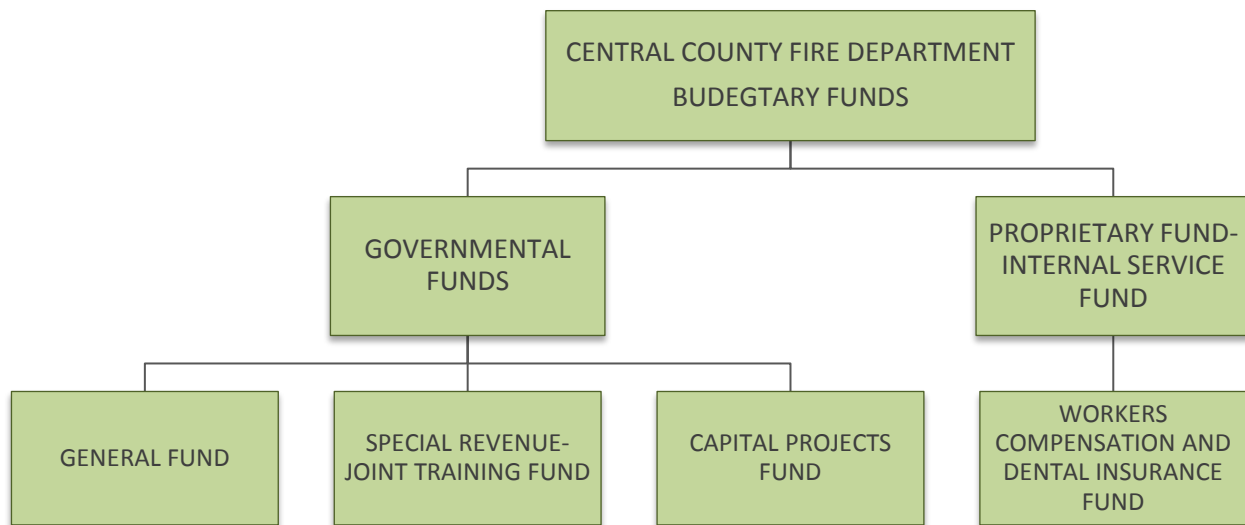 CENTRAL COUNTY FIRE DEPARTMENT
BUDEGTARY FUNDS
GOVERNMENTAL
FUNDS
PROPRIETARY FUND-
INTERNAL SERVICE
FUND
GENERAL FUND
SPECIAL REVENUE-
JOINT TRAINING FUND
CAPITAL PROJECTS
FUND
WORKERS
COMPENSATION AND
DENTAL INSURANCE
FUND